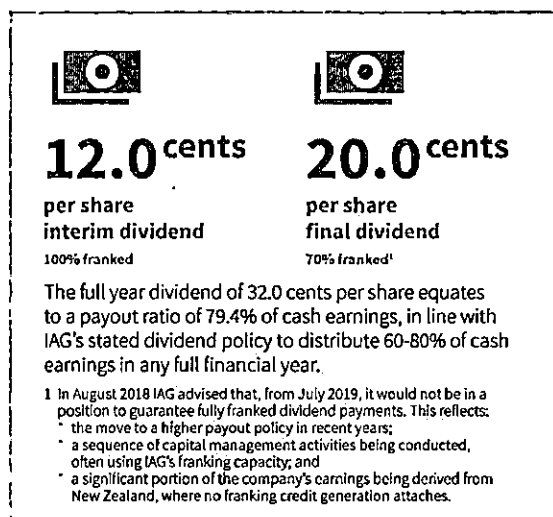 12.0 cents
per share
interim dividend
100% franked
20.0 cents
per share
final dividend
70% franked¹
The full year dividend of 32.0 cents per share equates
to a payout ratio of 79.4% of cash earnings, in line with
IAG's stated dividend policy to distribute 60-80% of cash
earnings in any full financial year.
1 In August 2018 IAG advised that, from July 2019, it would not be in a
position to guarantee fully franked dividend payments. This reflects:
- the move to a higher payout policy in recent years;
- a sequence of capital management activities being conducted,
often using IAG's franking capacity; and
- a significant portion of the company's earnings being derived from
New Zealand, where no franking credit generation attaches.